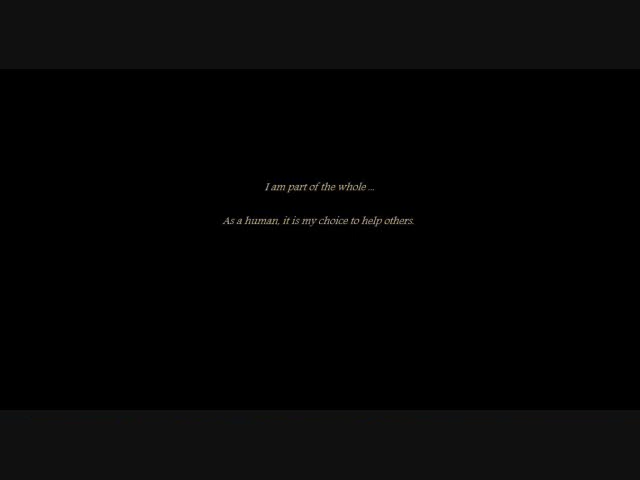 I am part of the whole ...
As a human, it is my choice to help others.